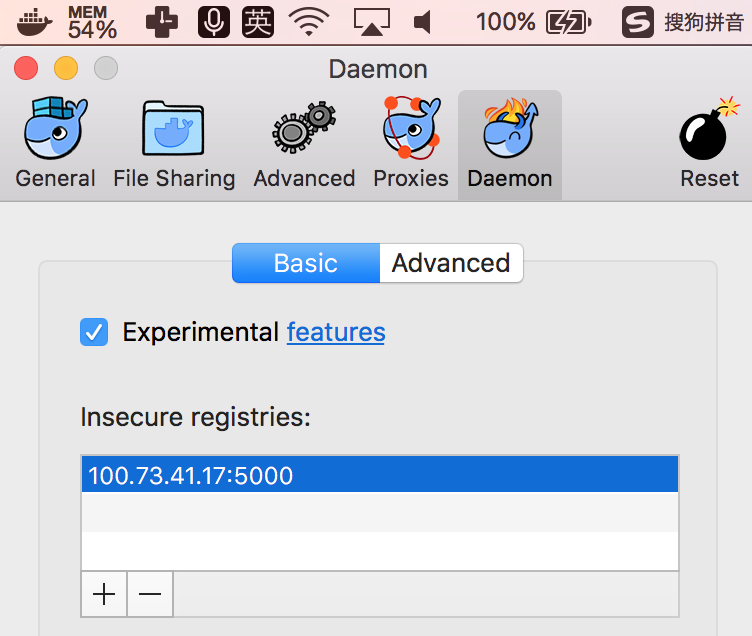 MEM
54%
英
100%
S 搜狗拼音
Daemon
General File Sharing Advanced Proxies Daemon Reset
Basic Advanced
Experimental features
Insecure registries:
100.73.41.17:5000